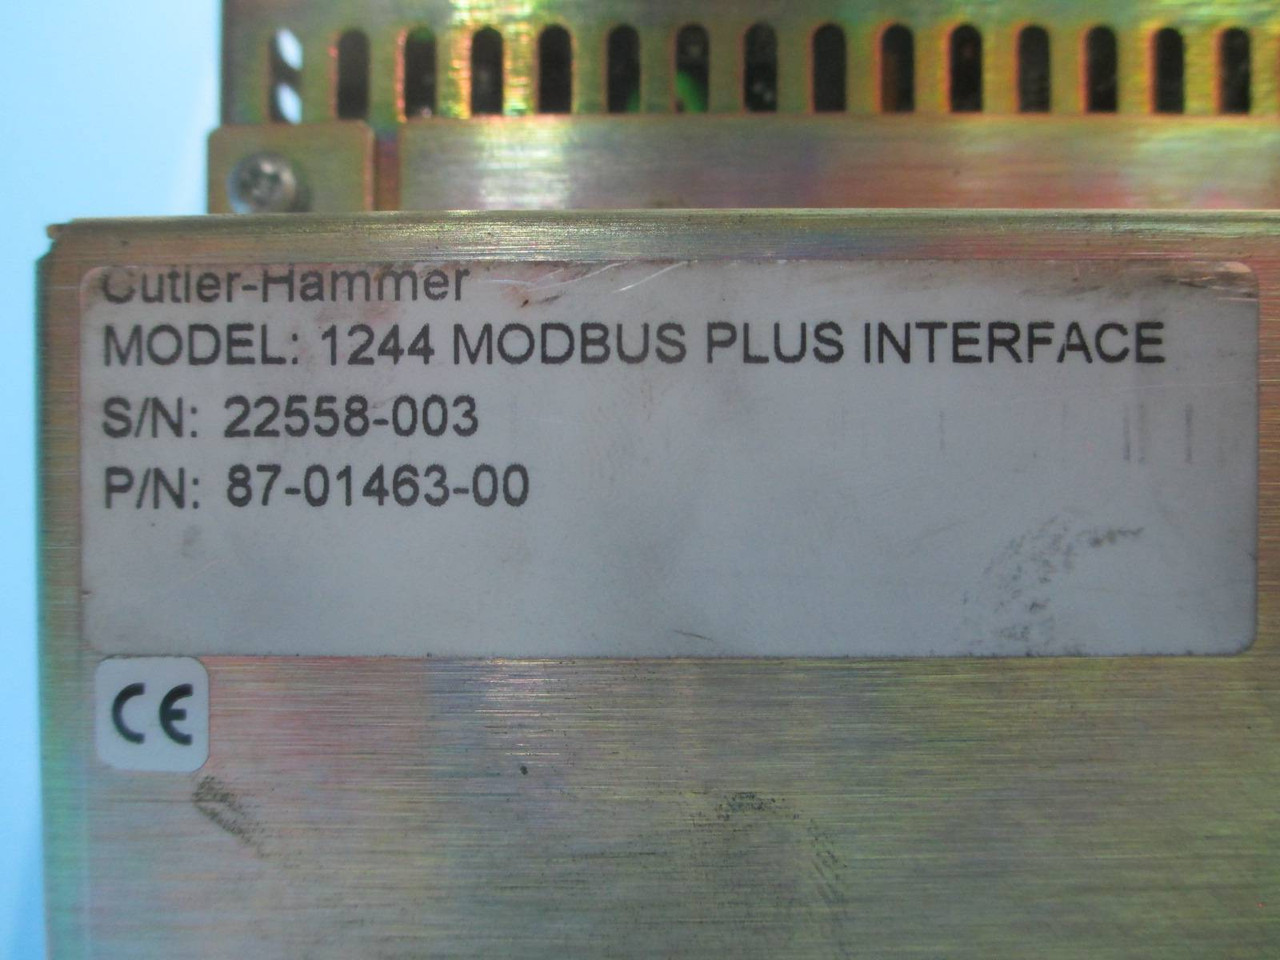 Cutler-Hammer
MODEL: 1244 MODBUS PLUS INTERFACE
S/N: 22558-003
P/N: 87-01463-00
CE